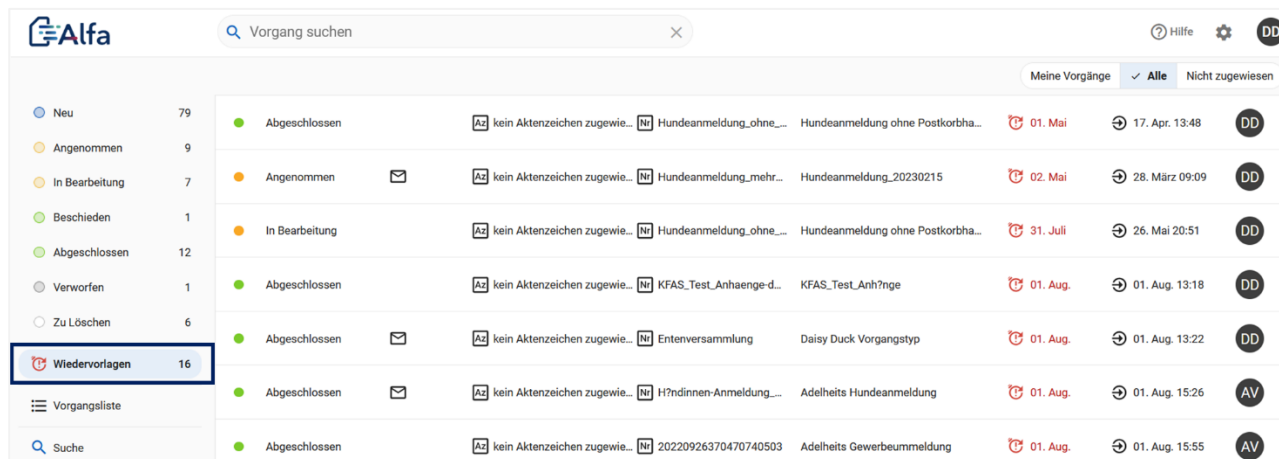 Alfa
Vorgang suchen
Hilfe
DD
Meine Vorgänge
Alle
Nicht zugewiesen
Neu 79
Angenommen 9
In Bearbeitung 7
Beschieden 1
Abgeschlossen 12
Verworfen 1
Zu Löschen 6
Wiedervorlagen 16
Vorgangsliste
Suche
Abgeschlossen Az kein Aktenzeichen zugewie... Nr Hundeanmeldung_ohne_... Hundeanmeldung ohne Postkorbha... 01. Mai 17. Apr. 13:48 DD
Angenommen Az kein Aktenzeichen zugewie... Nr Hundeanmeldung_mehr... Hundeanmeldung_20230215 02. Mai 28. März 09:09 DD
In Bearbeitung Az kein Aktenzeichen zugewie... Nr Hundeanmeldung_ohne_... Hundeanmeldung ohne Postkorbha... 31. Juli 26. Mai 20:51 DD
Abgeschlossen Az kein Aktenzeichen zugewie... Nr KFAS_Test_Anhaenge-d... KFAS_Test_Anh?nge 01. Aug. 01. Aug. 13:18 DD
Abgeschlossen Az kein Aktenzeichen zugewie... Nr Entenversammlung Daisy Duck Vorgangstyp 01. Aug. 01. Aug. 13:22 DD
Abgeschlossen Az kein Aktenzeichen zugewie... Nr H?ndinnen-Anmeldung_... Adelheits Hundeanmeldung 01. Aug. 01. Aug. 15:26 AV
Abgeschlossen Az kein Aktenzeichen zugewie... Nr 20220926370470740503 Adelheits Gewerbeummeldung 01. Aug. 01. Aug. 15:55 AV